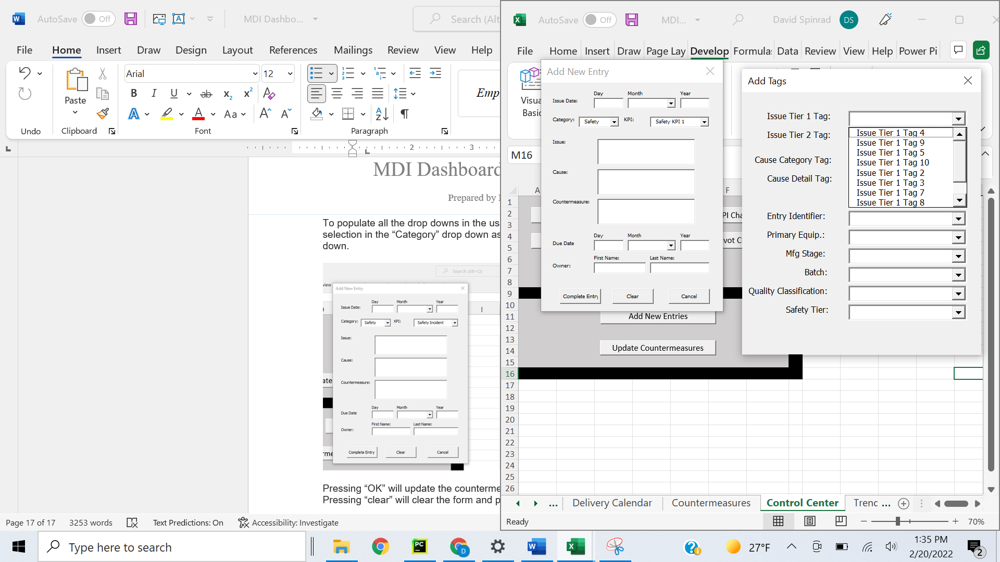 AutoSave Off MDI Dashbo... Search (Alt
File Home Insert Draw Design Layout References Mailings Review View Help
Arial 12
Paste
Emp
Undo Clipboard Font Paragraph
2 3
MDI Dashboard
Prepared by
To populate all the drop downs in the us
selection in the “Category” drop down as
down.
Search (Alt+Q)
view
Add New Entry
Day Month Year
Issue Date:
Category: Safety KPI: Safety Incident
Issue:
Cause:
Countermeasure:
Day Month Year
Due Date
First Name: Last Name:
Owner:
Complete Entry Clear Cancel
I
ate
rme
Pressing “OK” will update theounterme
Pressing “clear” will clear the form and p
Page 17 of 17 3253 words Text Predictions: On Accessibility: Investigate
AutoSave Off MDI... David Spinrad DS
File Home Insert Draw Page Lay Develop Formula: Data Review View Help Power Pi
Visua
Basic
M16
A F
1
2
3
4
5
6
7
8
9
10
11
12
13
14
15
16
17
18
19
20
21
22
23
24
25
26
PI Cha
vot C
Add New Entry
Day Month Year
Issue Date:
Category: Safety KPI: Safety KPI 1
Issue:
Cause:
Countermeasure:
Day Month Year
Due Date
First Name: Last Name:
Owner:
Complete Entry Clear Cancel
Add New Entries
Update Countermeasures
Add Tags
Issue Tier 1 Tag:
Issue Tier 2 Tag:
Cause Category Tag:
Cause Detail Tag:
Issue Tier 1 Tag 4
Issue Tier 1 Tag 9
Issue Tier 1 Tag 5
Issue Tier 1 Tag 10
Issue Tier 1 Tag 2
Issue Tier 1 Tag 3
Issue Tier 1 Tag 7
Issue Tier 1 Tag 8
Entry Identifier:
Primary Equip.:
Mfg Stage:
Batch:
Quality Classification:
Safety Tier:
... Delivery Calendar Countermeasures Control Center Trenc ...
Ready 70%
Type here to search
27°F
1:35 PM
2/20/2022
2